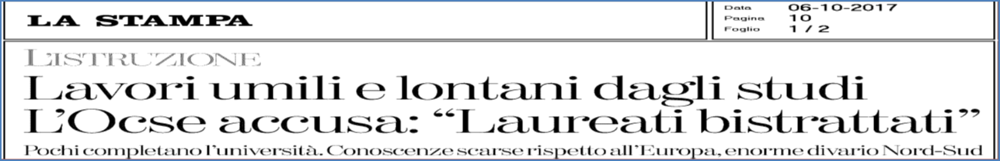 LA STAMPA
Data 06-10-2017
Pagina 10
Foglio 1 / 2
L'ISTRUZIONE
Lavori umili e lontani dagli studi
L'Ocse accusa: “Laureati bistrattati”
Pochi completano l'università. Conoscenze scarse rispetto all'Europa, enorme divario Nord-Sud